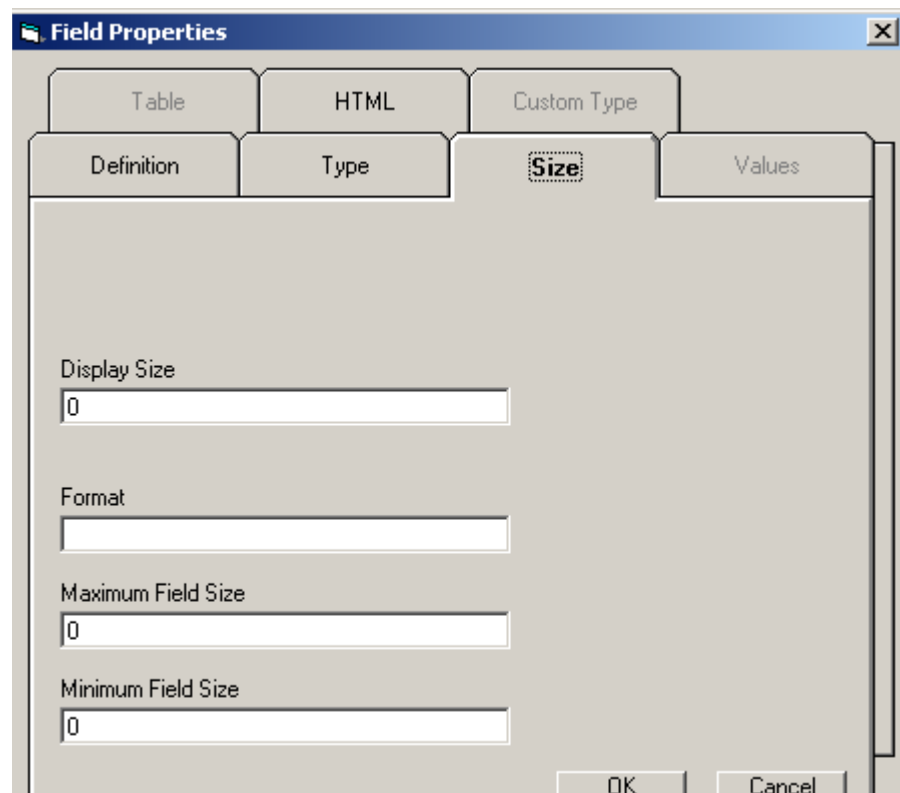 Field Properties
Table HTML Custom Type
Definition Type Size Values
Display Size
0
Format
Maximum Field Size
0
Minimum Field Size
0
OK Cancel